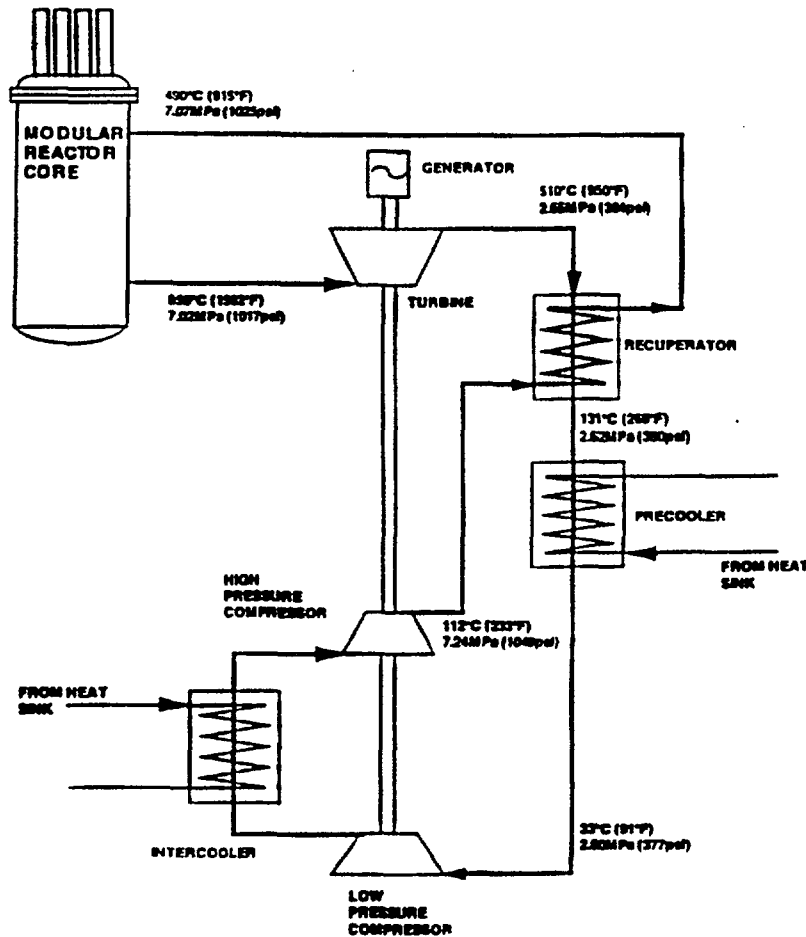 490°C (915°F)
7.07MPa (1025psi)
MODULAR
REACTOR
CORE
GENERATOR
510°C (950°F)
2.65MPa (384psi)
850°C (1562°F)
7.02MPa (1017psi)
TURBINE
RECUPERATOR
131°C (268°F)
2.62MPa (380psi)
PRECOOLER
FROM HEAT
SINK
HIGH
PRESSURE
COMPRESSOR
112°C (233°F)
7.24MPa (1049psi)
FROM HEAT
SINK
INTERCOOLER
33°C (91°F)
2.60MPa (377psi)
LOW
PRESSURE
COMPRESSOR